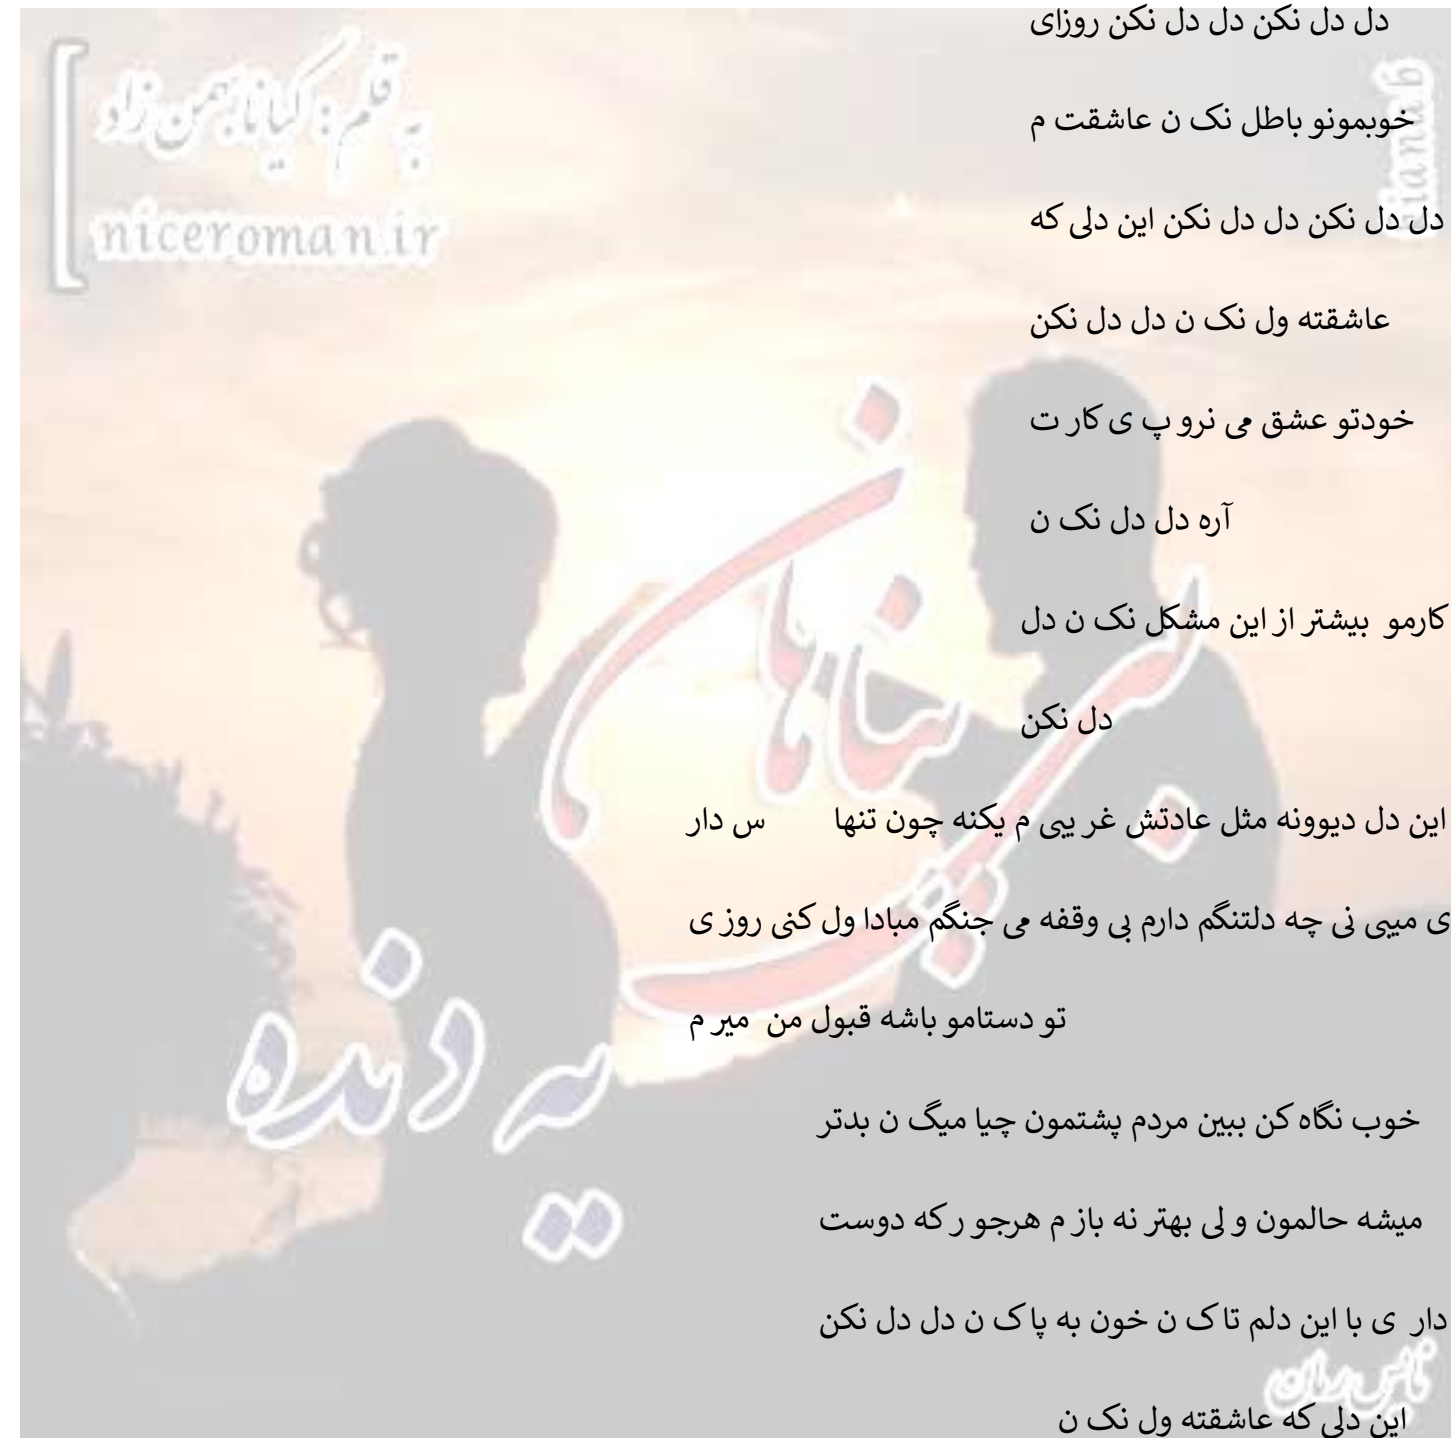 دل دل نکن دل دل نکن روزای
خوبمونو باطل نک ن عاشقت م
دل دل نکن دل دل نکن این دلی که
عاشقته ول نک ن دل دل نکن
خودتو عشق می نرو پ ی کار ت
آره دل دل نک ن
کارمو بیشتر از این مشکل نک ن دل
دل نکن
این دل دیوونه مثل عادتش غر یبی م یکنه چون تنها س دار
ی میبی نی چه دلتنگم دارم بی وقفه می جنگم مبادا ول کنی روز ی
تو دستامو باشه قبول من میر م
خوب نگاه کن ببین مردم پشتمون چیا میگ ن بدتر
میشه حالمون و لی بهتر نه باز م هرجو ر که دوست
دار ی با این دلم تا ک ن خون به پا ک ن دل دل نکن
این دلی که عاشقته ول نک ن
به قلم : کیانا بهمن زاد
niceroman.ir
یه دنده
نایس رمان